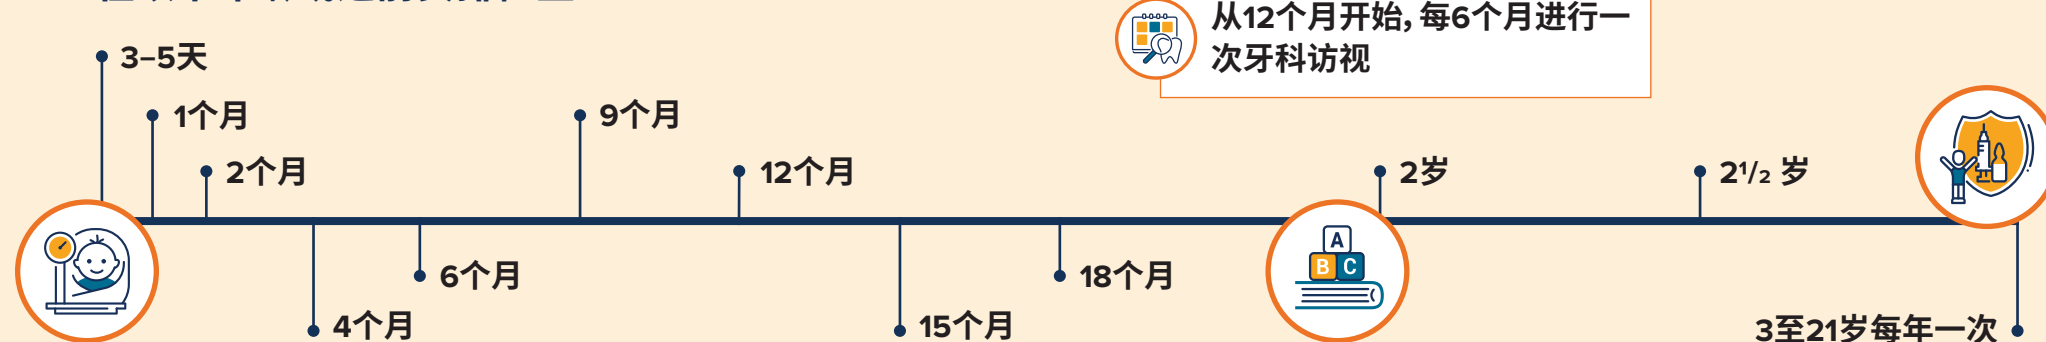 从12个月开始, 每6个月进行一
次牙科访视
3–5天
1个月
2个月
4个月
6个月
9个月
12个月
15个月
18个月
2岁
2½ 岁
3至21岁每年一次
A
B C